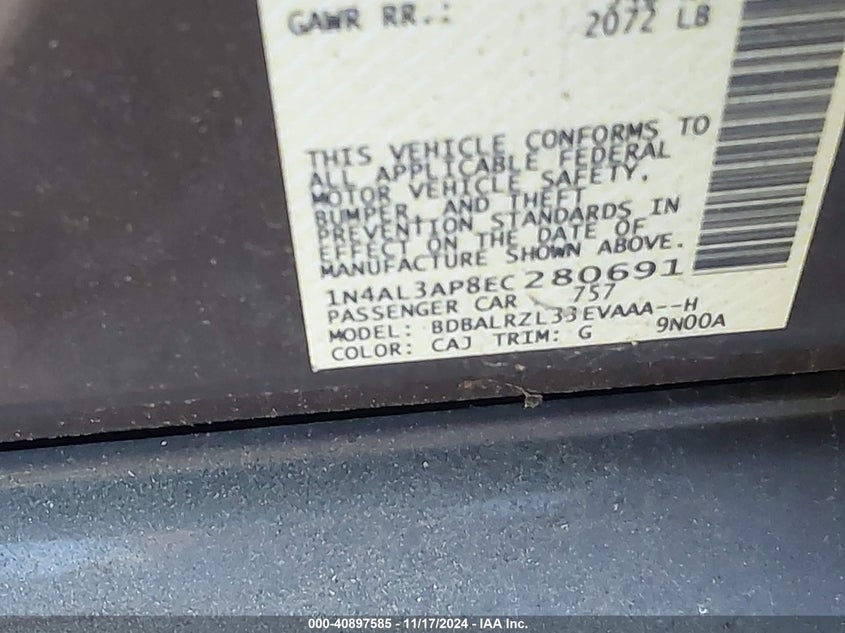 GAWR RR.: 2072 LB
THIS VEHICLE CONFORMS TO
ALL APPLICABLE FEDERAL
MOTOR VEHICLE SAFETY,
BUMPER, AND THEFT
PREVENTION STANDARDS IN
EFFECT ON THE DATE OF
MANUFACTURE SHOWN ABOVE.
1N4AL3AP8EC280691
PASSENGER CAR 757
MODEL: BDBALRZL33EVAAA--H
COLOR: CAJ TRIM: G 9N00A
000-40897585 - 11/17/2024 - IAA Inc.